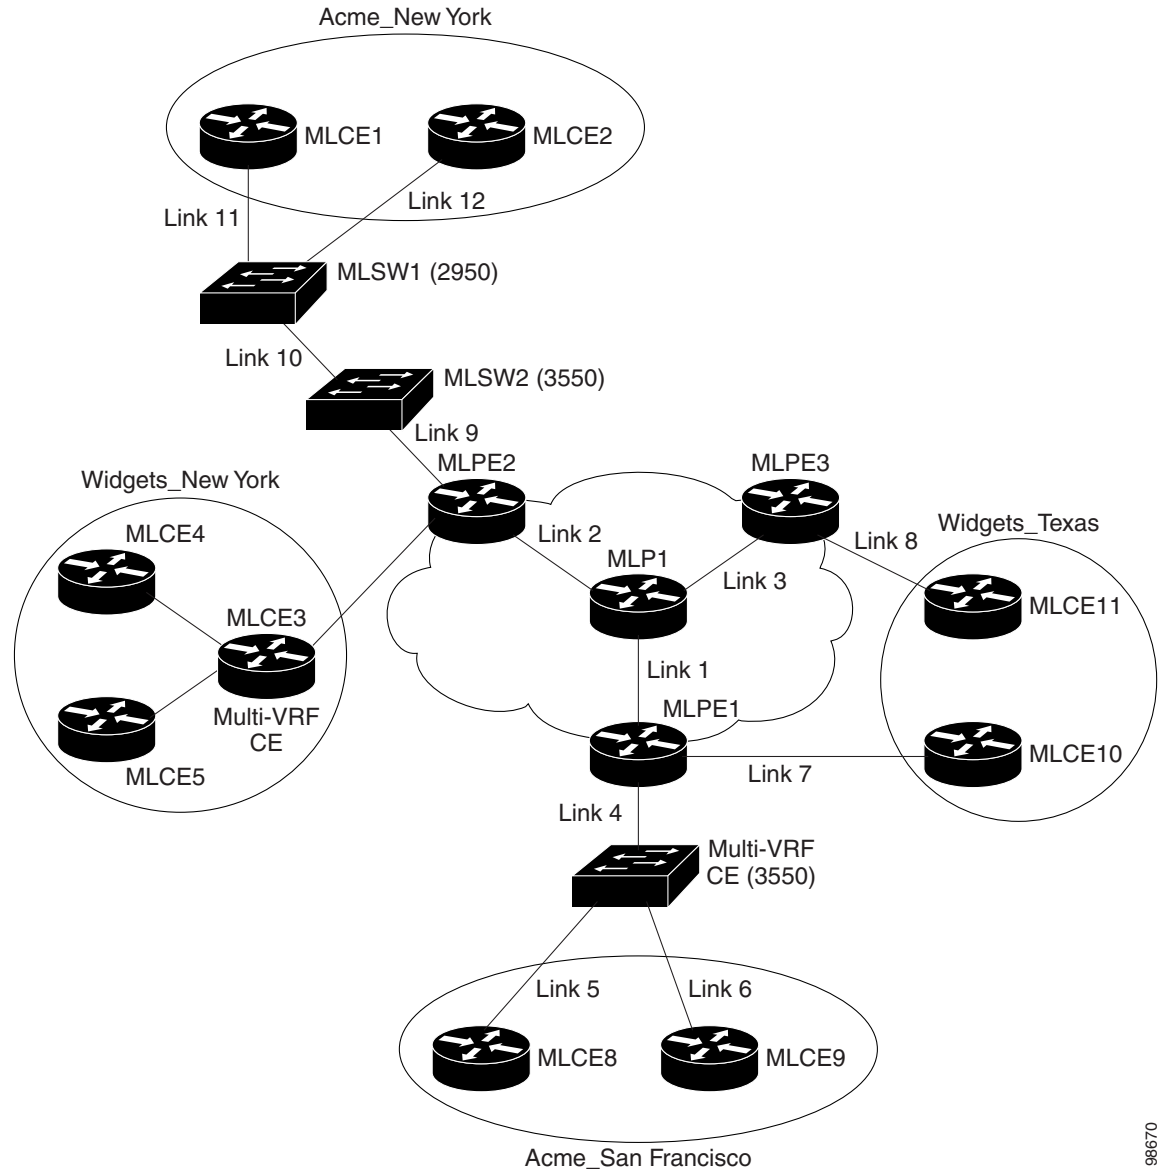 Acme_New York
MLCE1
MLCE2
Link 11
Link 12
MLSW1 (2950)
Link 10
MLSW2 (3550)
Link 9
MLPE2
MLPE3
Widgets_New York
Widgets_Texas
MLCE4
Link 2
Link 8
MLP1
Link 3
MLCE11
MLCE3
Link 1
Multi-VRF
CE
MLPE1
MLCE5
MLCE10
Link 7
Link 4
Multi-VRF
CE (3550)
Link 5
Link 6
MLCE8
MLCE9
Acme_San Francisco
98670